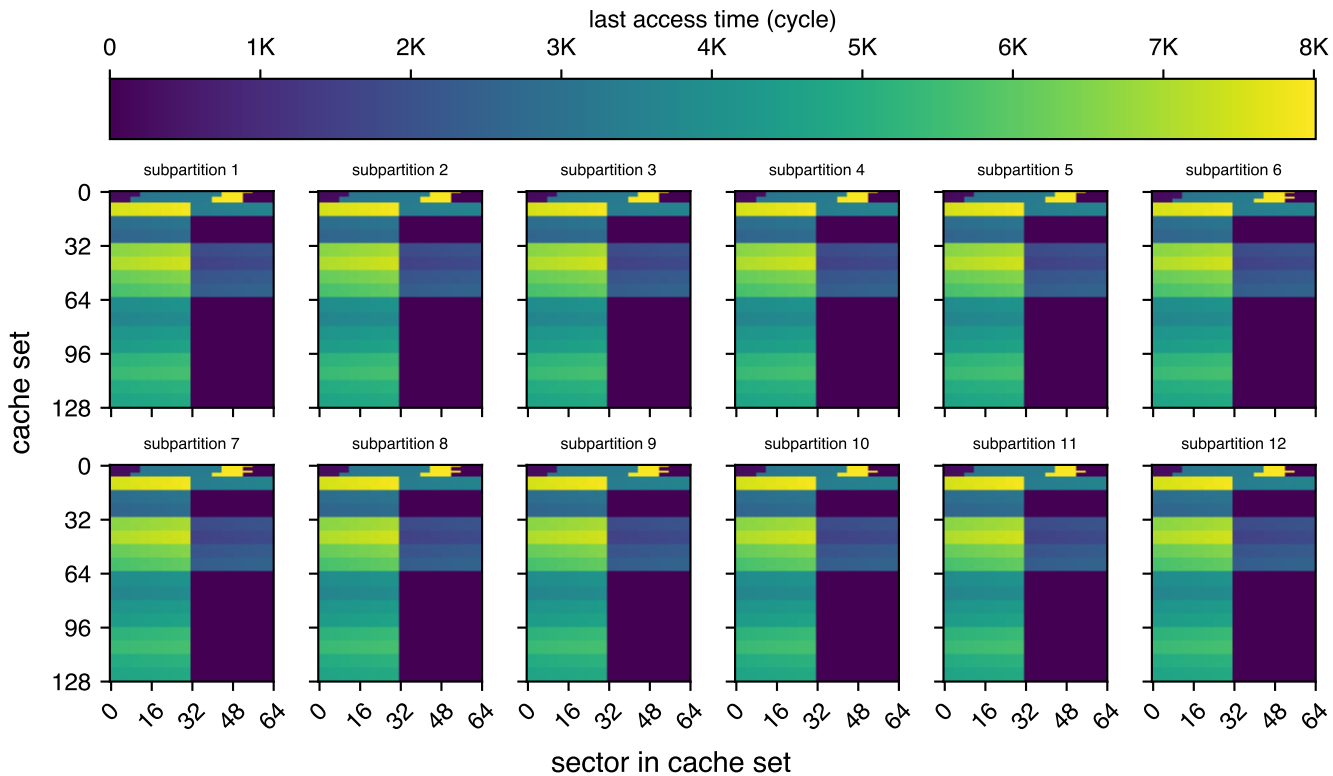 last access time (cycle)
0 1K 2K 3K 4K 5K 6K 7K 8K
subpartition 1 subpartition 2 subpartition 3 subpartition 4 subpartition 5 subpartition 6
0
32
64
96
128
cache set
subpartition 7 subpartition 8 subpartition 9 subpartition 10 subpartition 11 subpartition 12
0
32
64
96
128
0 16 32 48 64 0 16 32 48 64 0 16 32 48 64 0 16 32 48 64 0 16 32 48 64 0 16 32 48 64
sector in cache set